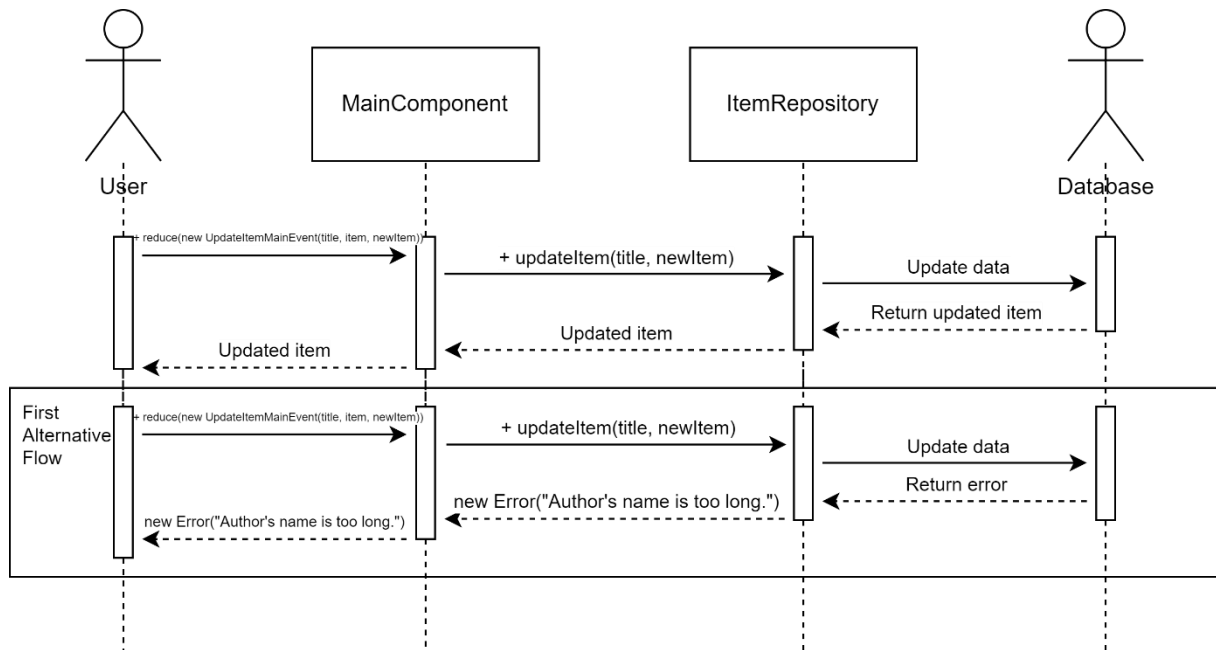 MainComponent
ItemRepository
User
Database
+ reduce(new UpdateItemMainEvent(title, item, newItem))
+ updateItem(title, newItem)
Update data
Return updated item
Updated item
Updated item
First
Alternative
Flow
+ reduce(new UpdateItemMainEvent(title, item, newItem))
+ updateItem(title, newItem)
Update data
Return error
new Error("Author's name is too long.")
new Error("Author's name is too long.")